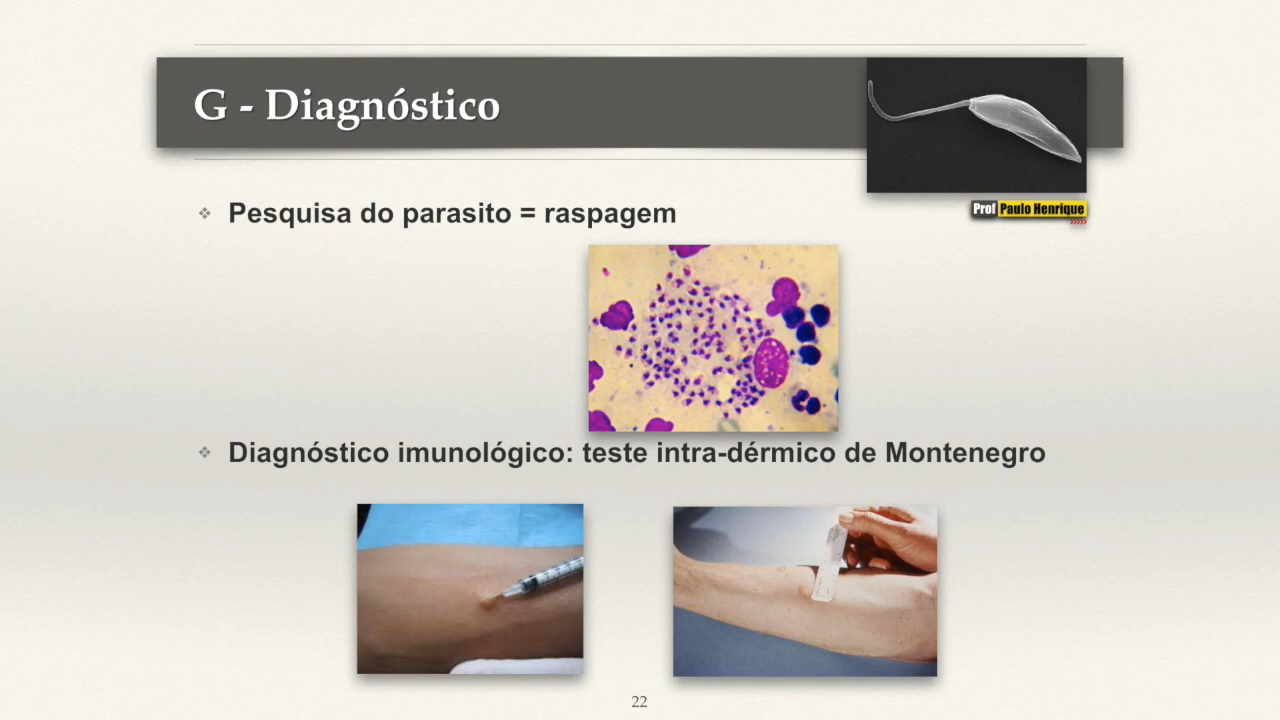 G - Diagnóstico
Prof Paulo Henrique
Pesquisa do parasito = raspagem
Diagnóstico imunológico: teste intra-dérmico de Montenegro
22